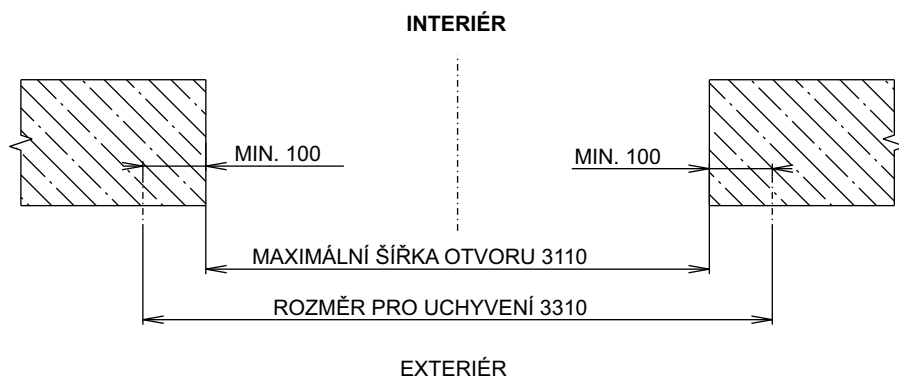 INTERIÉR
MIN. 100
MIN. 100
MAXIMÁLNÍ ŠÍŘKA OTVORU 3110
ROZMĚR PRO UCHYVENÍ 3310
EXTERIÉR